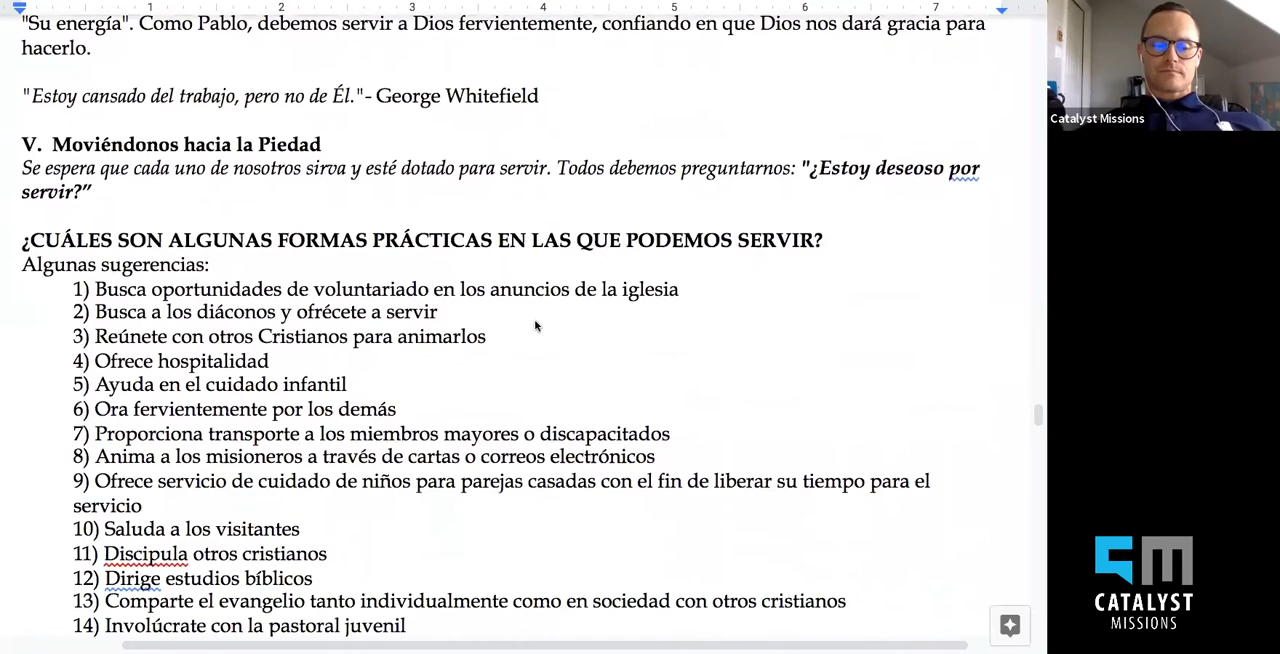 1 2 3 4 5 6 7
"Su energía". Como Pablo, debemos servir a Dios fervientemente, confiando en que Dios nos dará gracia para
hacerlo.
"Estoy cansado del trabajo, pero no de Él."- George Whitefield
V. Moviéndonos hacia la Piedad
Se espera que cada uno de nosotros sirva y esté dotado para servir. Todos debemos preguntarnos: "¿Estoy deseoso por
servir?”
¿CUÁLES SON ALGUNAS FORMAS PRÁCTICAS EN LAS QUE PODEMOS SERVIR?
Algunas sugerencias:
1) Busca oportunidades de voluntariado en los anuncios de la iglesia
2) Busca a los diáconos y ofrécete a servir
3) Reúnete con otros Cristianos para animarlos
4) Ofrece hospitalidad
5) Ayuda en el cuidado infantil
6) Ora fervientemente por los demás
7) Proporciona transporte a los miembros mayores o discapacitados
8) Anima a los misioneros a través de cartas o correos electrónicos
9) Ofrece servicio de cuidado de niños para parejas casadas con el fin de liberar su tiempo para el
servicio
10) Saluda a los visitantes
11) Discipula otros cristianos
12) Dirige estudios bíblicos
13) Comparte el evangelio tanto individualmente como en sociedad con otros cristianos
14) Involúcrate con la pastoral juvenil
Catalyst Missions
CATALYST
MISSIONS